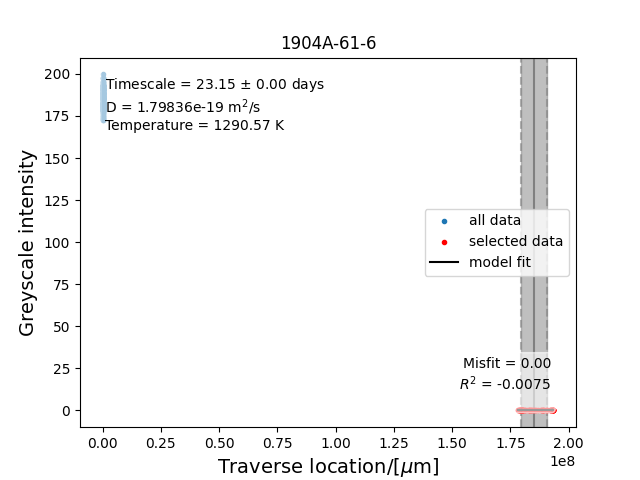 1904A-61-6
Timescale = 23.15 ± 0.00 days
D = 1.79836e-19 m²/s
Temperature = 1290.57 K
all data
selected data
model fit
Misfit = 0.00
R² = -0.0075
Greyscale intensity
200
175
150
125
100
75
50
25
0
0.00 0.25 0.50 0.75 1.00 1.25 1.50 1.75 2.00
1e8
Traverse location/[μm]